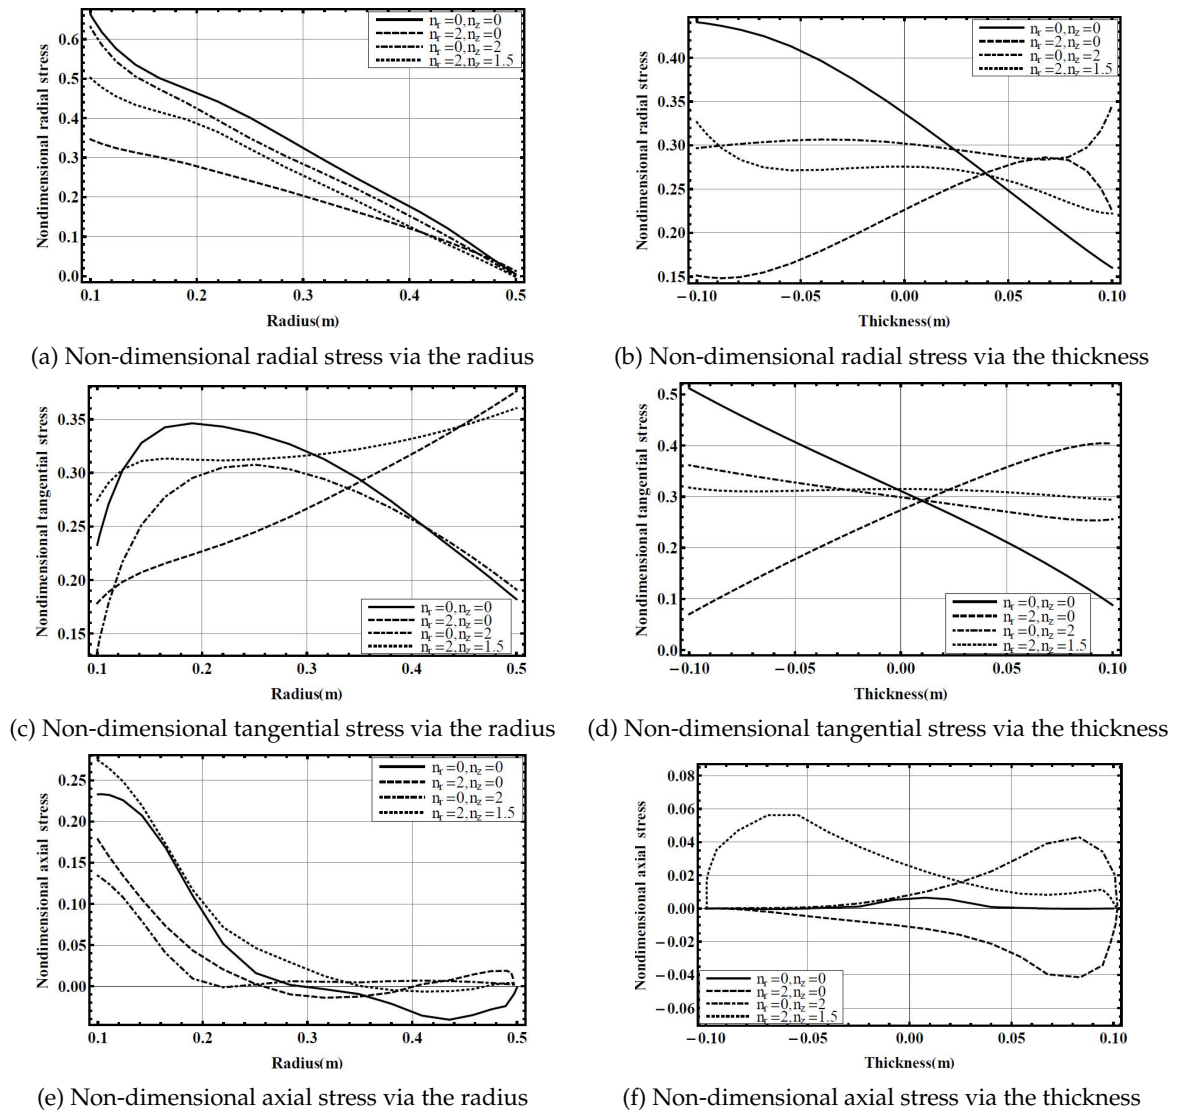 Nondimensional radial stress
0.6
0.5
0.4
0.3
0.2
0.1
0.0
n_r=0,n_z=0
n_r=2,n_z=0
n_r=0,n_z=2
n_r=2,n_z=1.5
0.1 0.2 0.3 0.4 0.5
Radius(m)
(a) Non-dimensional radial stress via the radius
Nondimensional radial stress
0.40
0.35
0.30
0.25
0.20
0.15
n_r=0,n_z=0
n_r=2,n_z=0
n_r=0,n_z=2
n_r=2,n_z=1.5
−0.10 −0.05 0.00 0.05 0.10
Thickness(m)
(b) Non-dimensional radial stress via the thickness
Nondimensional tangential stress
0.35
0.30
0.25
0.20
0.15
n_r=0,n_z=0
n_r=2,n_z=0
n_r=0,n_z=2
n_r=2,n_z=1.5
0.1 0.2 0.3 0.4 0.5
Radius(m)
(c) Non-dimensional tangential stress via the radius
Nondimensional tangential stress
0.5
0.4
0.3
0.2
0.1
0.0
n_r=0,n_z=0
n_r=2,n_z=0
n_r=0,n_z=2
n_r=2,n_z=1.5
−0.10 −0.05 0.00 0.05 0.10
Thickness(m)
(d) Non-dimensional tangential stress via the thickness
Nondimensional axial stress
0.25
0.20
0.15
0.10
0.05
0.00
n_r=0,n_z=0
n_r=2,n_z=0
n_r=0,n_z=2
n_r=2,n_z=1.5
0.1 0.2 0.3 0.4 0.5
Radius(m)
(e) Non-dimensional axial stress via the radius
Nondimensional axial stress
0.08
0.06
0.04
0.02
0.00
−0.02
−0.04
−0.06
n_r=0,n_z=0
n_r=2,n_z=0
n_r=0,n_z=2
n_r=2,n_z=1.5
−0.10 −0.05 0.00 0.05 0.10
Thickness(m)
(f) Non-dimensional axial stress via the thickness